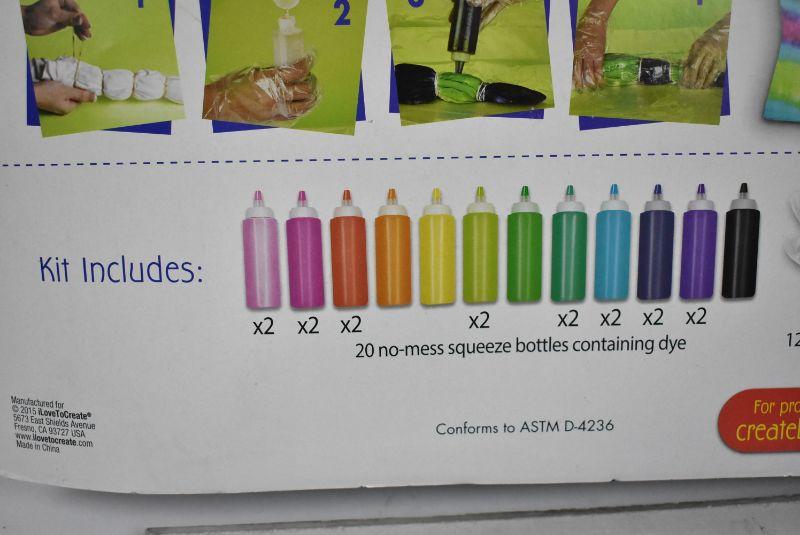 2
Kit Includes:
x2 x2 x2 x2 x2 x2 x2 x2
20 no-mess squeeze bottles containing dye
12
Manufactured for
© 2015 iLoveToCreate®
5673 East Shields Avenue
Fresno, CA 93727 USA
www.ilovetocreate.com
Made in China
Conforms to ASTM D-4236
For pro
create